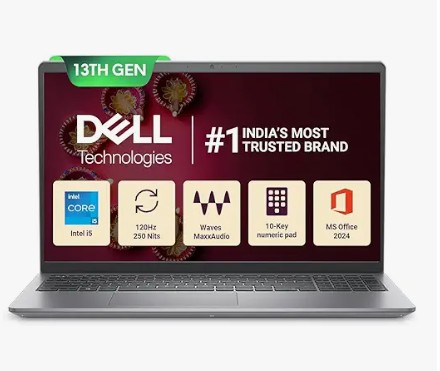 13TH GEN
DELL
Technologies
#1 INDIA'S MOST
TRUSTED BRAND
intel
CORE
i5
Intel i5
120Hz
250 Nits
Waves
MaxxAudio
10-Key
numeric pad
MS Office
2024